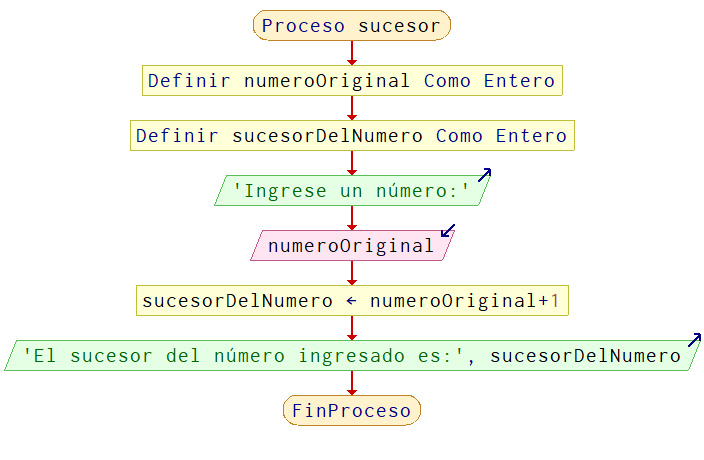 Proceso sucesor
Definir numeroOriginal Como Entero
Definir sucesorDelNumero Como Entero
'Ingrese un número:'
numeroOriginal
sucesorDelNumero ← numeroOriginal+1
'El sucesor del número ingresado es:', sucesorDelNumero
FinProceso